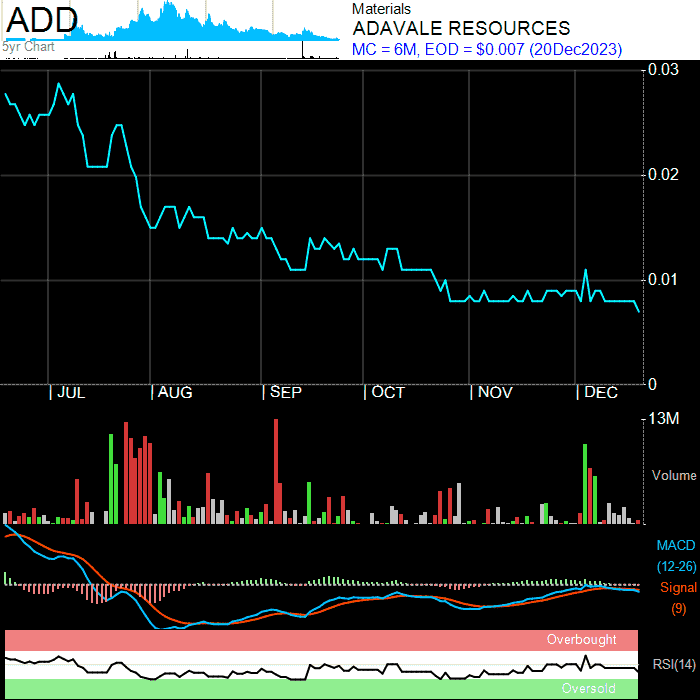 ADD
5yr Chart
Materials
ADAVALE RESOURCES
MC = 6M, EOD = $0.007 (20Dec2023)
0.03
0.02
0.01
0
JUL AUG SEP OCT NOV DEC
13M
Volume
MACD
(12-26)
Signal
(9)
Overbought
RSI(14)
Oversold